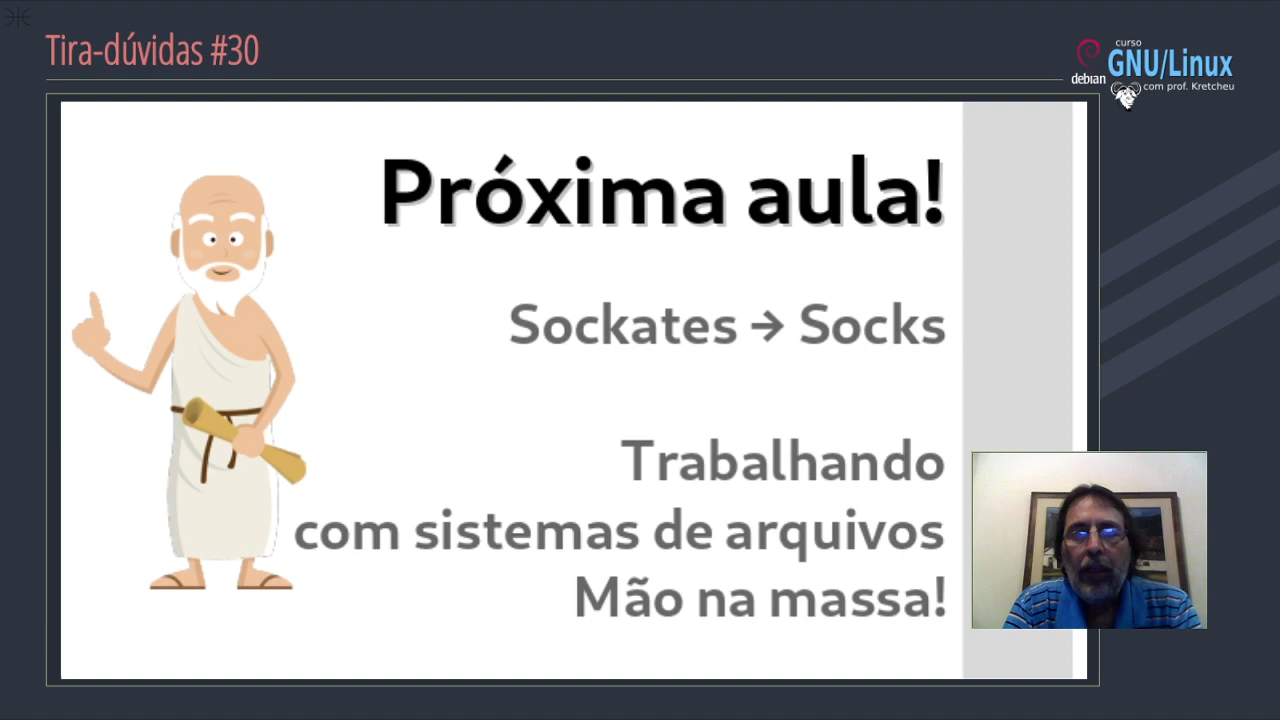 Tira-dúvidas #30
curso
GNU/Linux
debian
com prof. Kretcheu
Próxima aula!
Sockates → Socks
Trabalhando
com sistemas de arquivos
Mão na massa!